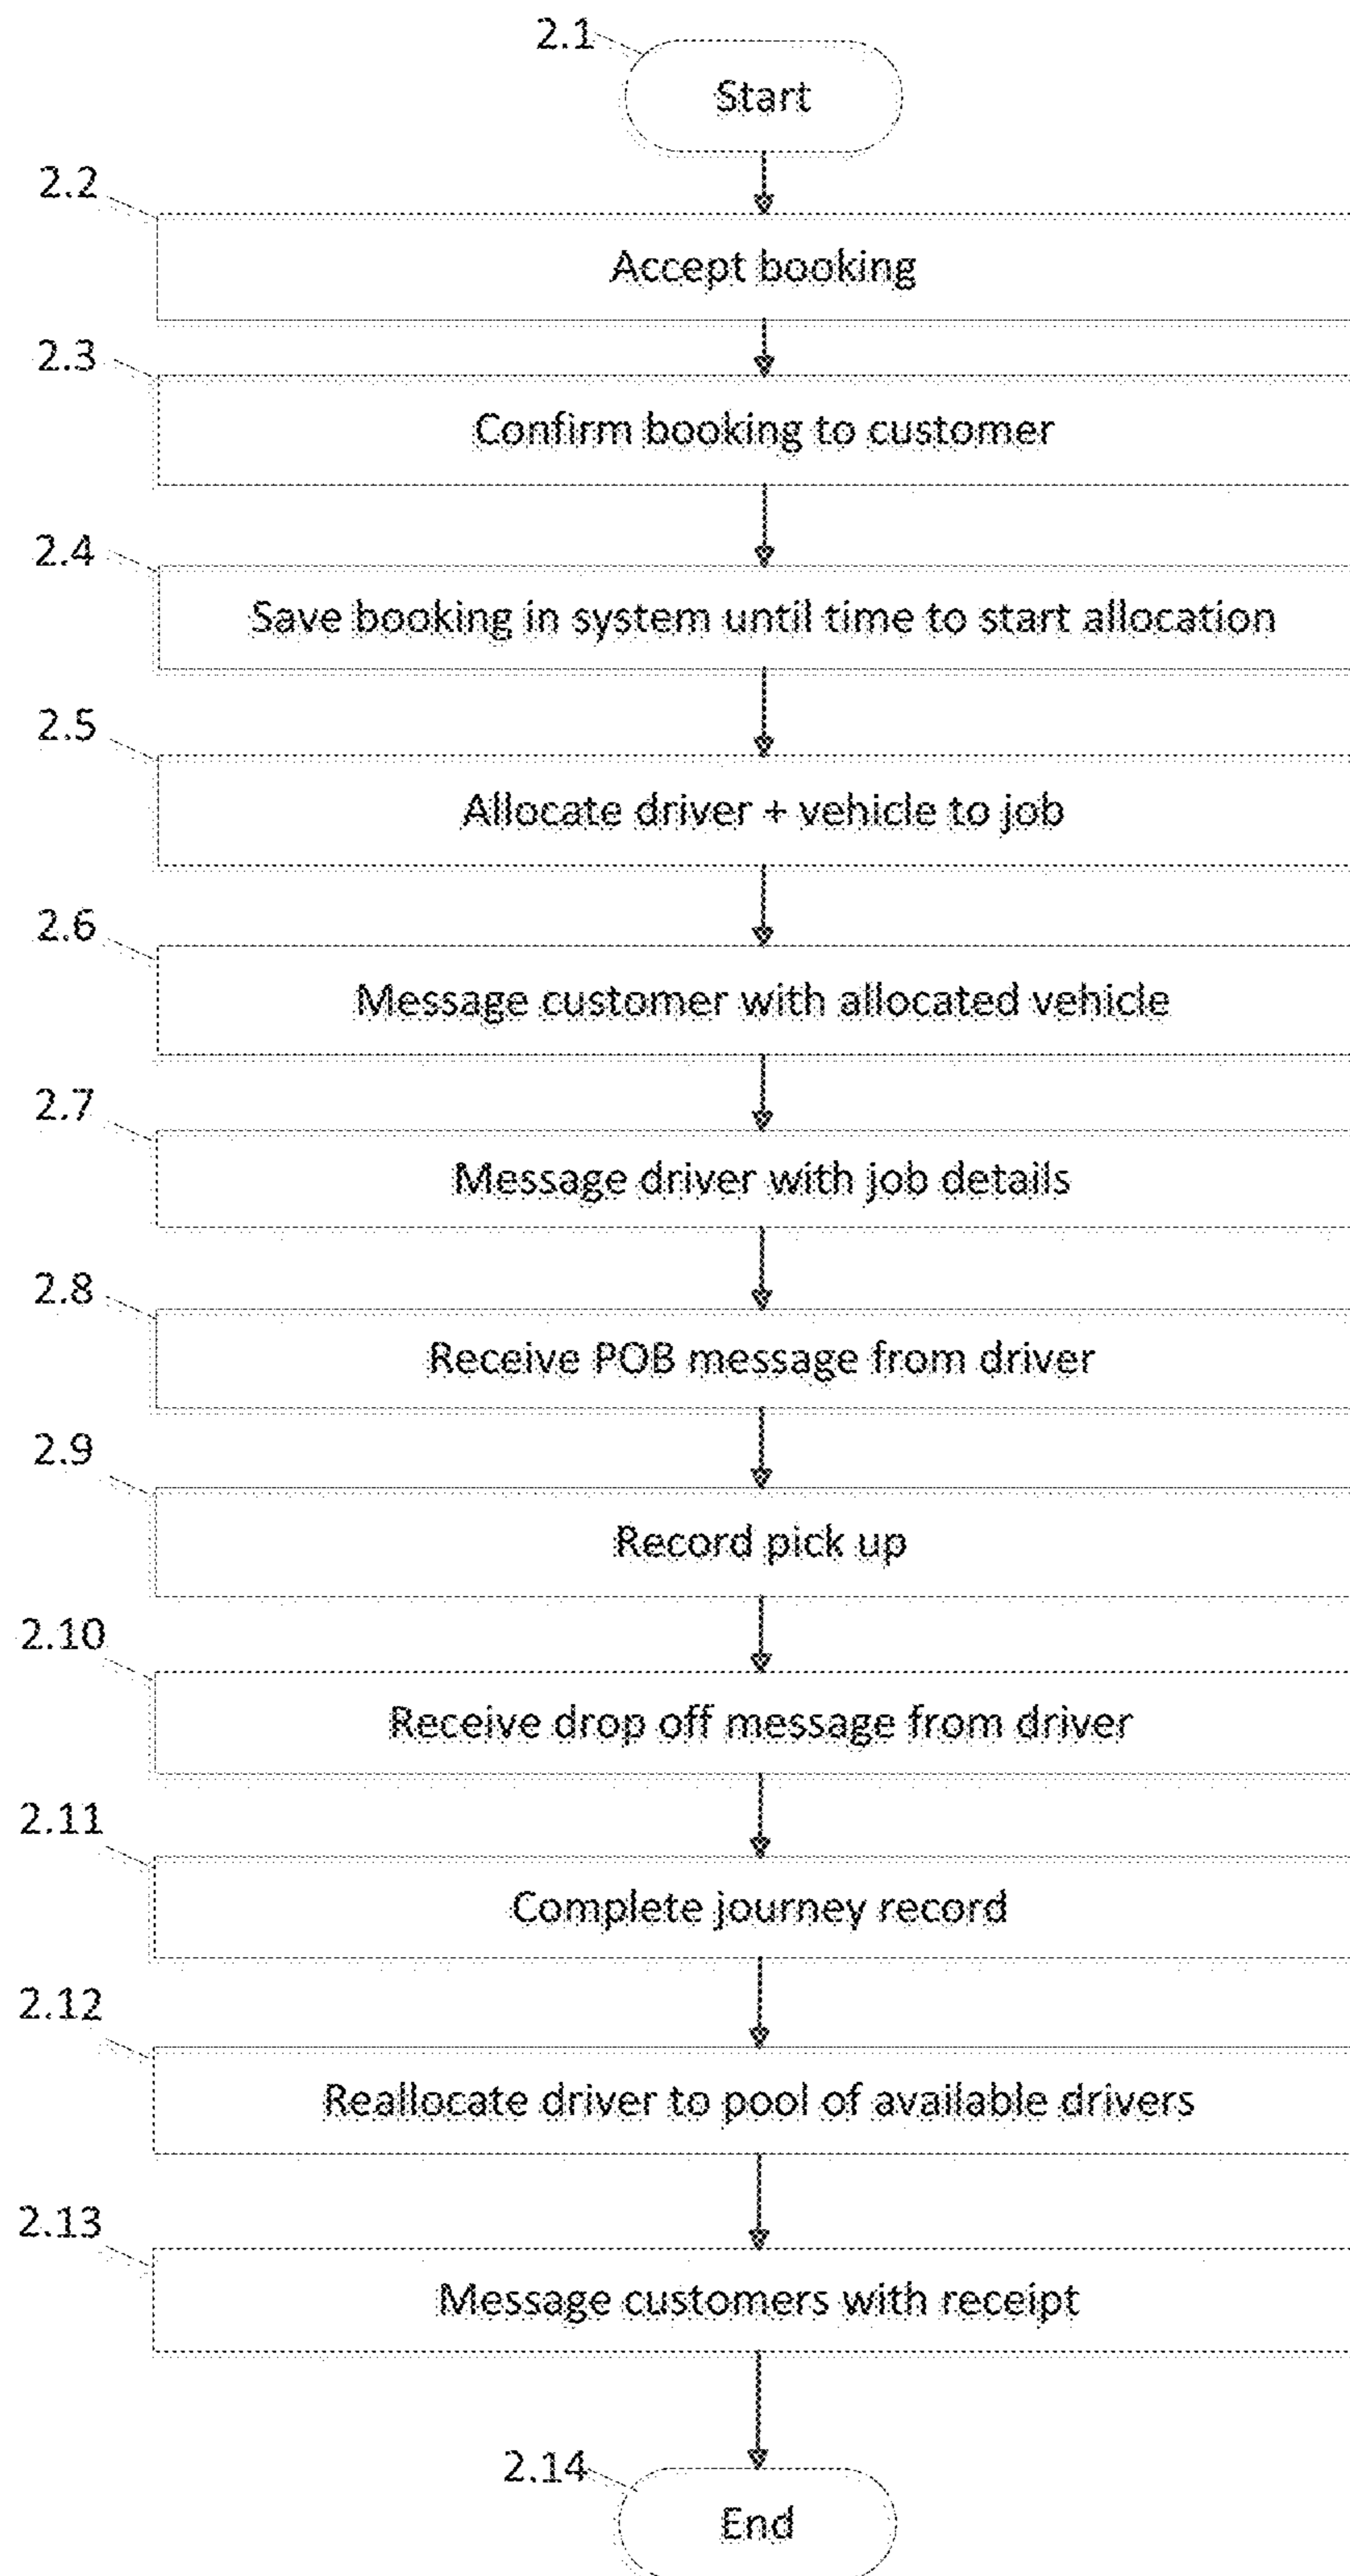 2.1
Start
2.2
Accept booking
2.3
Confirm booking to customer
2.4
Save booking in system until time to start allocation
2.5
Allocate driver + vehicle to job
2.6
Message customer with allocated vehicle
2.7
Message driver with job details
2.8
Receive POB message from driver
2.9
Record pick up
2.10
Receive drop off message from driver
2.11
Complete journey record
2.12
Reallocate driver to pool of available drivers
2.13
Message customers with receipt
2.14
End